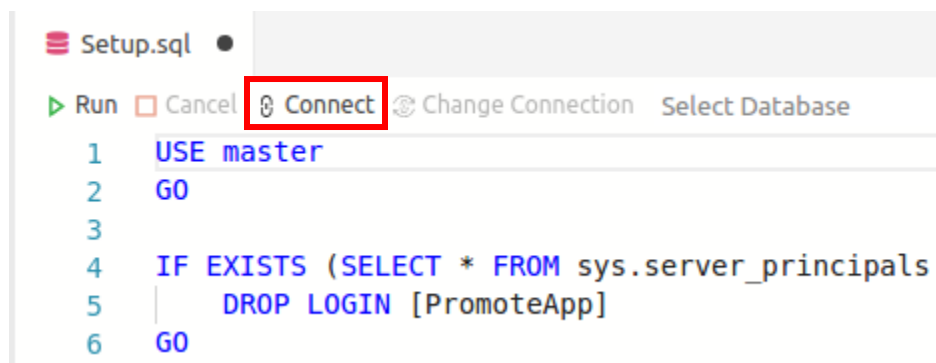 Setup.sql
Run Cancel Connect Change Connection Select Database
1 USE master
2 GO
3
4 IF EXISTS (SELECT * FROM sys.server_principals
5 DROP LOGIN [PromoteApp]
6 GO